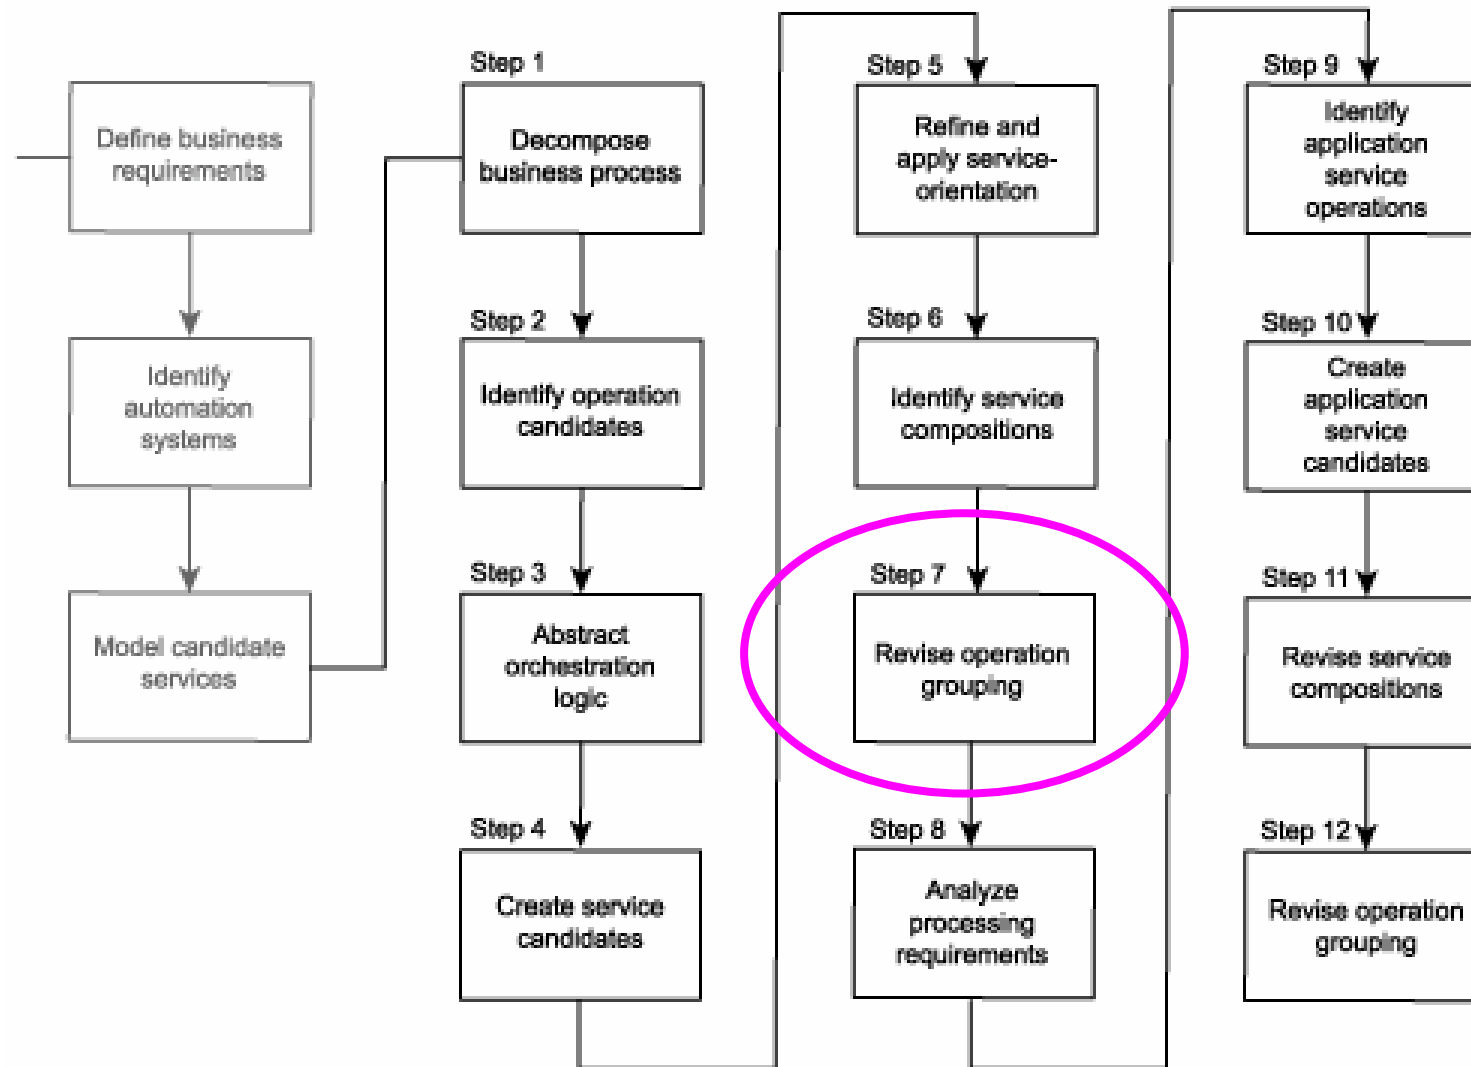 Define business
requirements
Identify
automation
systems
Model candidate
services
Step 1
Decompose
business process
Step 2
Identify operation
candidates
Step 3
Abstract
orchestration
logic
Step 4
Create service
candidates
Step 5
Refine and
apply service-
orientation
Step 6
Identify service
compositions
Step 7
Revise operation
grouping
Step 8
Analyze
processing
requirements
Step 9
Identify
application
service
operations
Step 10
Create
application
service
candidates
Step 11
Revise service
compositions
Step 12
Revise operation
grouping